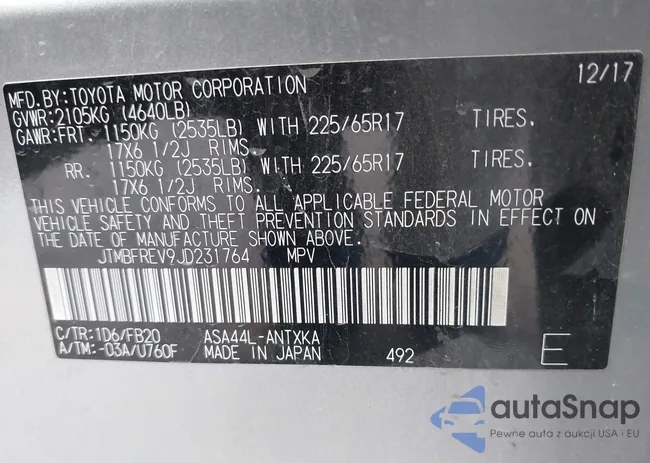 MFD.BY:TOYOTA MOTOR CORPORATION 12/17
GVWR:2105KG (4640LB)
GAWR:FRT. 1150KG (2535LB) WITH 225/65R17 TIRES.
17X6 1/2J RIMS.
RR. 1150KG (2535LB) WITH 225/65R17 TIRES.
17X6 1/2J RIMS.
THIS VEHICLE CONFORMS TO ALL APPLICABLE FEDERAL MOTOR
VEHICLE SAFETY AND THEFT PREVENTION STANDARDS IN EFFECT ON
THE DATE OF MANUFACTURE SHOWN ABOVE.
JTMBFREV9JD231764 MPV
C/TR:1D6/FB20 ASA44L-ANTXKA
A/TM:-03A/U760F MADE IN JAPAN 492 E
autaSnap
Pewne auta z aukcji USA i EU